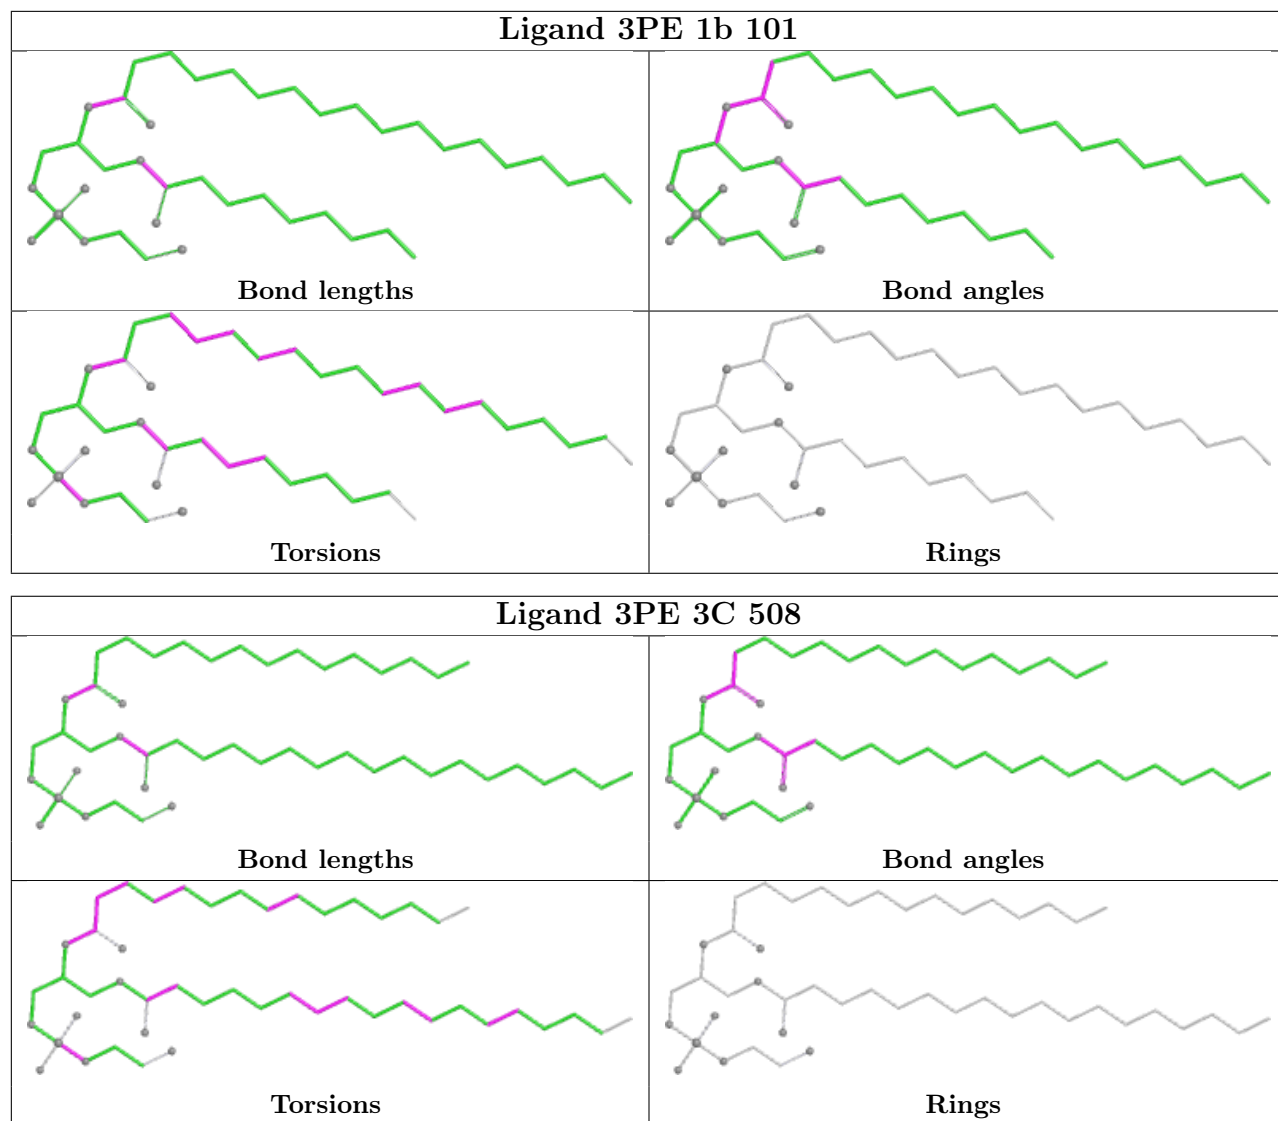 Ligand 3PE 1b 101
Bond lengths
Bond angles
Torsions
Rings
Ligand 3PE 3C 508
Bond lengths
Bond angles
Torsions
Rings